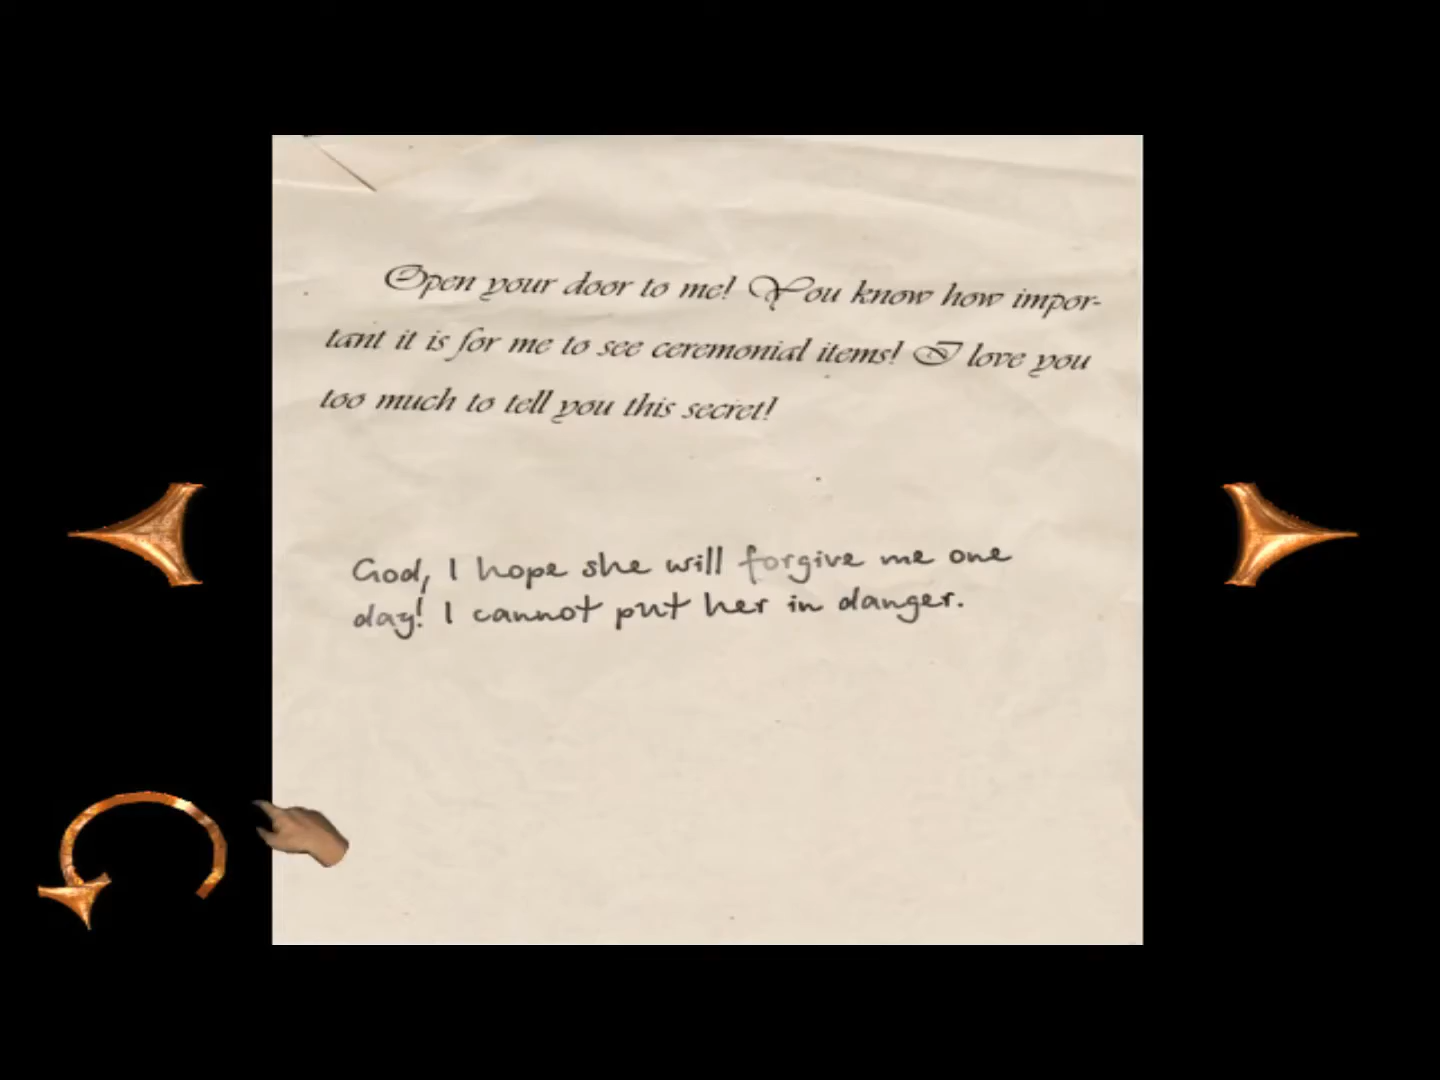 Open your door to me! You know how impor-
tant it is for me to see ceremonial items! I love you
too much to tell you this secret!
God, I hope she will forgive me one
day! I cannot put her in danger.